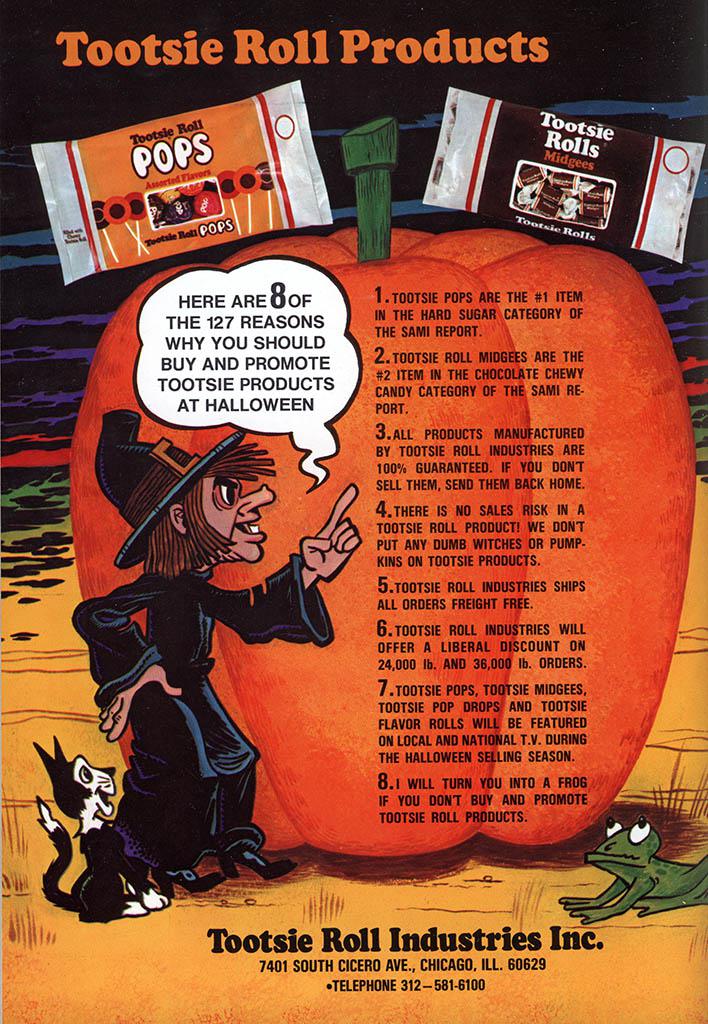 Tootsie Roll Products
Tootsie Roll
POPS
Assorted Flavors
Tootsie Roll POPS
Tootsie
Rolls
Midgees
Tootsie Rolls
HERE ARE 8 OF
THE 127 REASONS
WHY YOU SHOULD
BUY AND PROMOTE
TOOTSIE PRODUCTS
AT HALLOWEEN
1. TOOTSIE POPS ARE THE #1 ITEM
IN THE HARD SUGAR CATEGORY OF
THE SAMI REPORT.
2. TOOTSIE ROLL MIDGEES ARE THE
#2 ITEM IN THE CHOCOLATE CHEWY
CANDY CATEGORY OF THE SAMI RE-
PORT.
3. ALL PRODUCTS MANUFACTURED
BY TOOTSIE ROLL INDUSTRIES ARE
100% GUARANTEED. IF YOU DON'T
SELL THEM, SEND THEM BACK HOME.
4. THERE IS NO SALES RISK IN A
TOOTSIE ROLL PRODUCT! WE DON'T
PUT ANY DUMB WITCHES OR PUMP-
KINS ON TOOTSIE PRODUCTS.
5. TOOTSIE ROLL INDUSTRIES SHIPS
ALL ORDERS FREIGHT FREE.
6. TOOTSIE ROLL INDUSTRIES WILL
OFFER A LIBERAL DISCOUNT ON
24,000 lb. AND 36,000 lb. ORDERS.
7. TOOTSIE POPS, TOOTSIE MIDGEES,
TOOTSIE POP DROPS AND TOOTSIE
FLAVOR ROLLS WILL BE FEATURED
ON LOCAL AND NATIONAL T.V. DURING
THE HALLOWEEN SELLING SEASON.
8. I WILL TURN YOU INTO A FROG
IF YOU DON'T BUY AND PROMOTE
TOOTSIE ROLL PRODUCTS.
Tootsie Roll Industries Inc.
7401 SOUTH CICERO AVE., CHICAGO, ILL. 60629
•TELEPHONE 312–581-6100